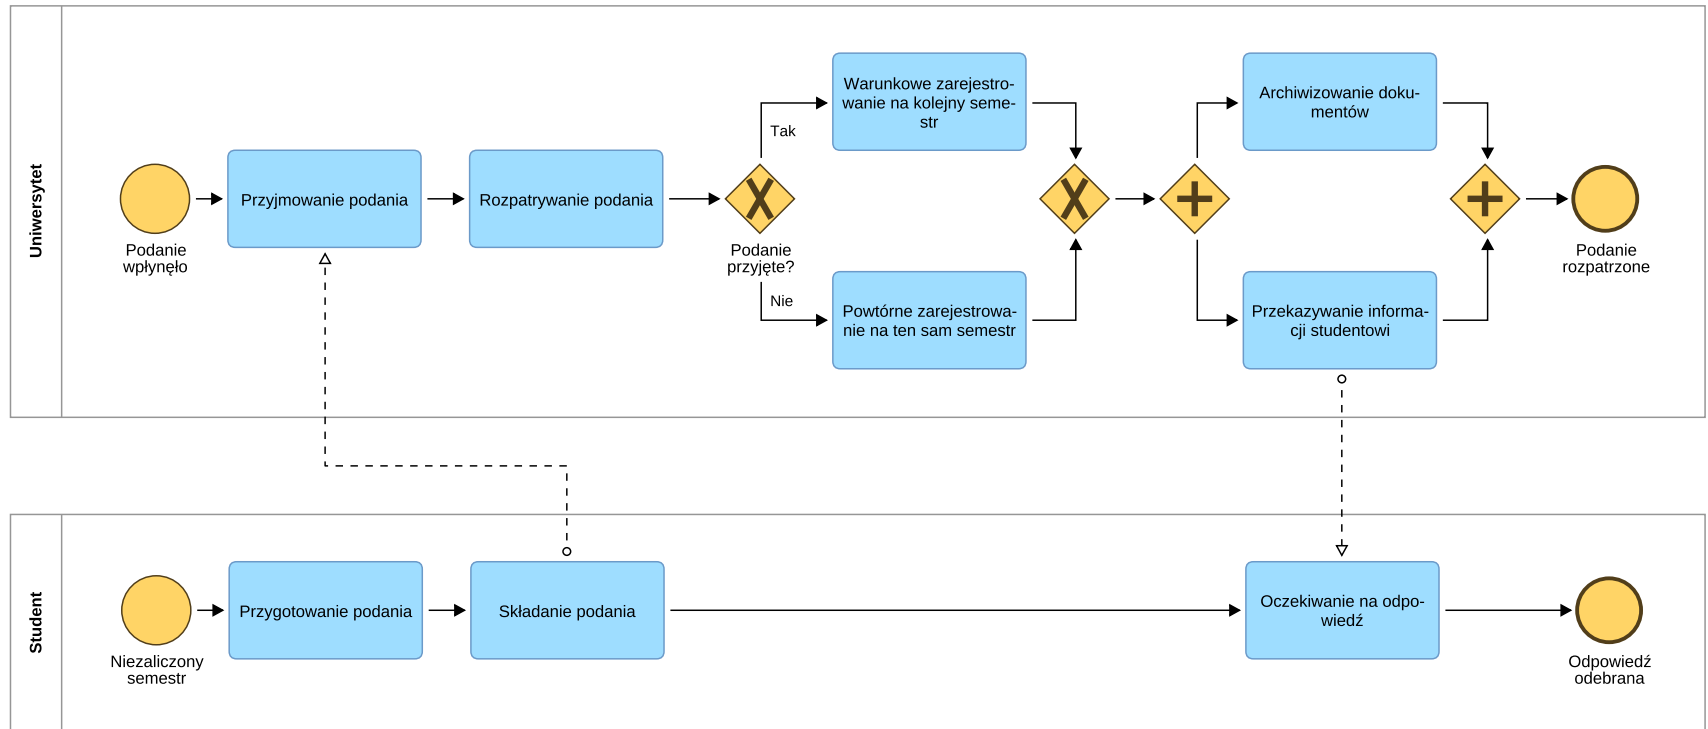 Uniwersytet
Podanie
wpłynęło
Przyjmowanie podania
Rozpatrywanie podania
Podanie
przyjęte?
Tak
Nie
Warunkowe zarejestro-
wanie na kolejny seme-
str
Powtórne zarejestrowa-
nie na ten sam semestr
Archiwizowanie doku-
mentów
Przekazywanie informa-
cji studentowi
Podanie
rozpatrzone
Student
Niezaliczony
semestr
Przygotowanie podania
Składanie podania
Oczekiwanie na odpo-
wiedź
Odpowiedź
odebrana